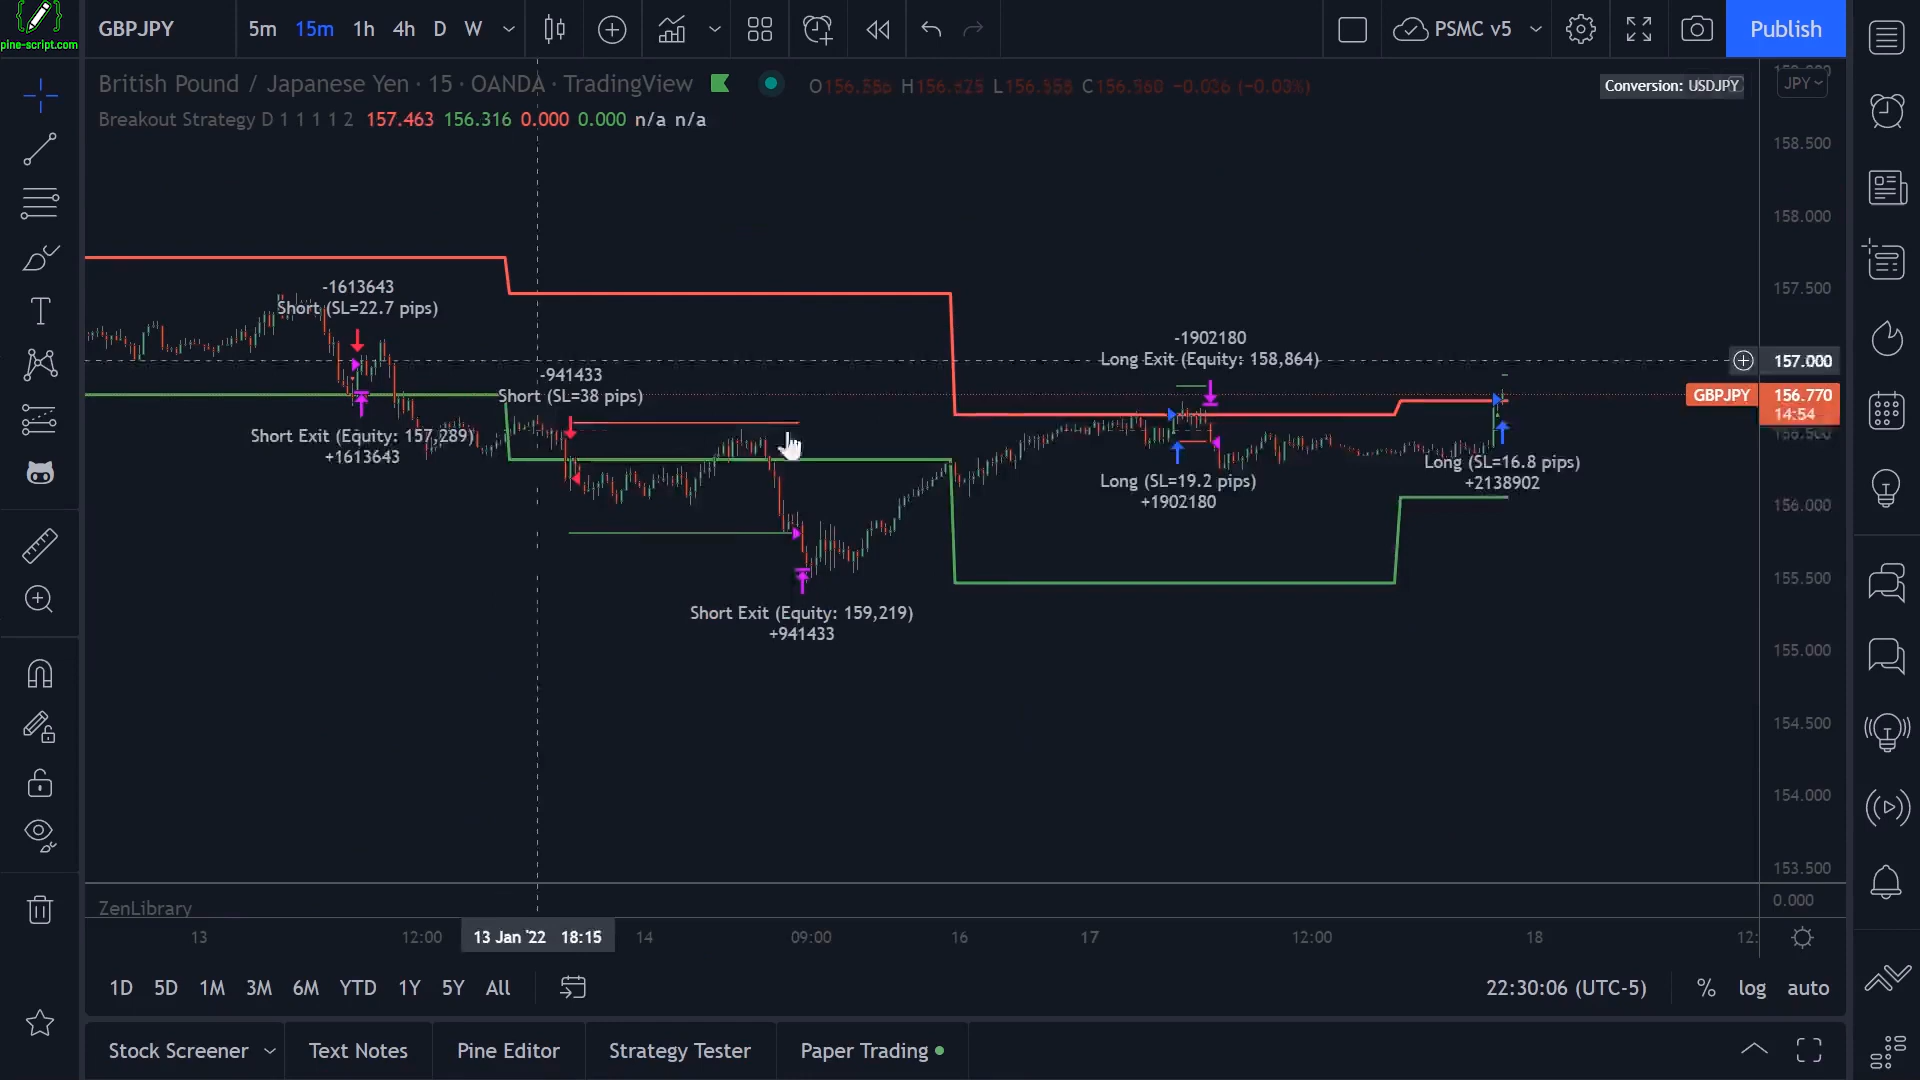 pine-script.com
GBPJPY
5m 15m 1h 4h D W
PSMC v5
Publish
British Pound / Japanese Yen · 15 · OANDA · TradingView
C
-0.03%
Conversion: USDJPY
JPY
Breakout Strategy D 1 1 1 1 2 157.463 156.316 0.000 0.000 n/a n/a
158.500
158.000
157.500
157.000
GBPJPY 156.770
14:54
156.000
155.500
155.000
154.500
154.000
153.500
0.000
-1613643
Short (SL=22.7 pips)
Short Exit (Equity: 157,289)
+1613643
-941433
Short (SL=38 pips)
Short Exit (Equity: 159,219)
+941433
-1902180
Long Exit (Equity: 158,864)
Long (SL=19.2 pips)
+1902180
Long (SL=16.8 pips)
+2138902
ZenLibrary
13 12:00 13 Jan '22 18:15 14 09:00 16 17 12:00 18 12:
1D 5D 1M 3M 6M YTD 1Y 5Y All
22:30:06 (UTC-5) % log auto
Stock Screener Text Notes Pine Editor Strategy Tester Paper Trading